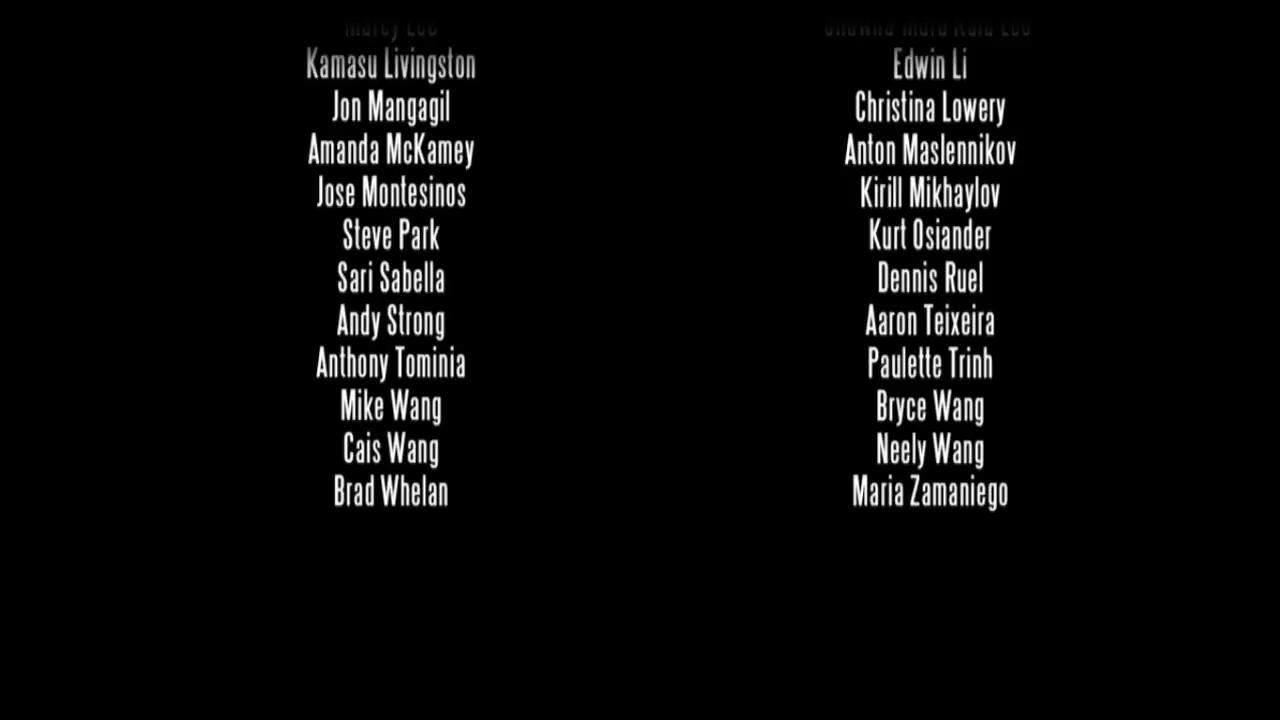 Marcy Lee
Kamasu Livingston
Edwin Li
Jon Mangagil
Christina Lowery
Amanda McKamey
Anton Maslennikov
Jose Montesinos
Kirill Mikhaylov
Steve Park
Kurt Osiander
Sari Sabella
Dennis Ruel
Andy Strong
Aaron Teixeira
Anthony Tominia
Paulette Trinh
Mike Wang
Bryce Wang
Cais Wang
Neely Wang
Brad Whelan
Maria Zamaniego